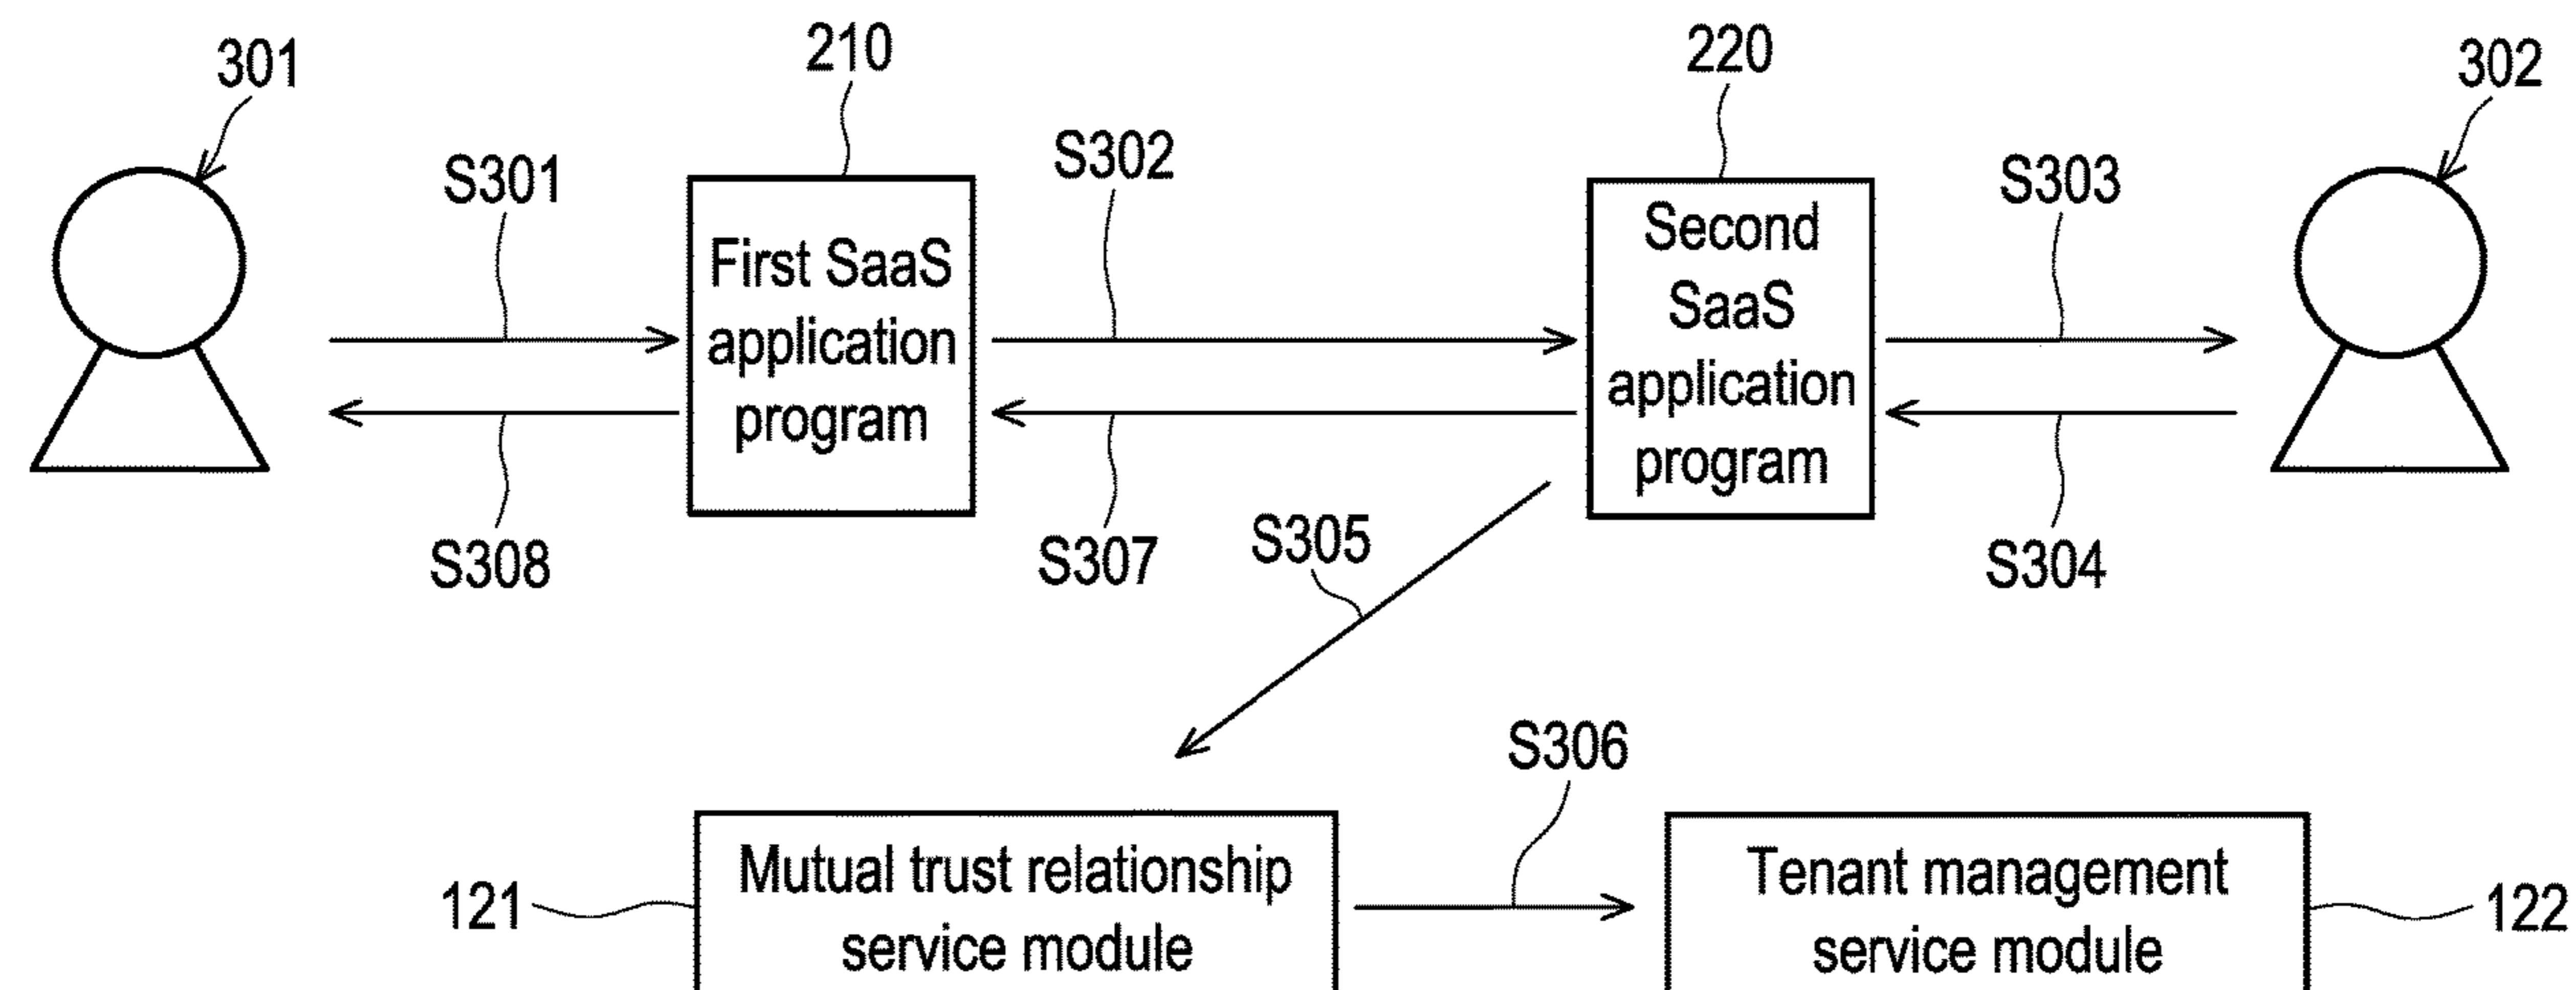 301
210
220
302
S301
S302
S303
First SaaS
application
program
Second
SaaS
application
program
S308
S307
S305
S304
S306
121
Mutual trust relationship
service module
Tenant management
service module
122